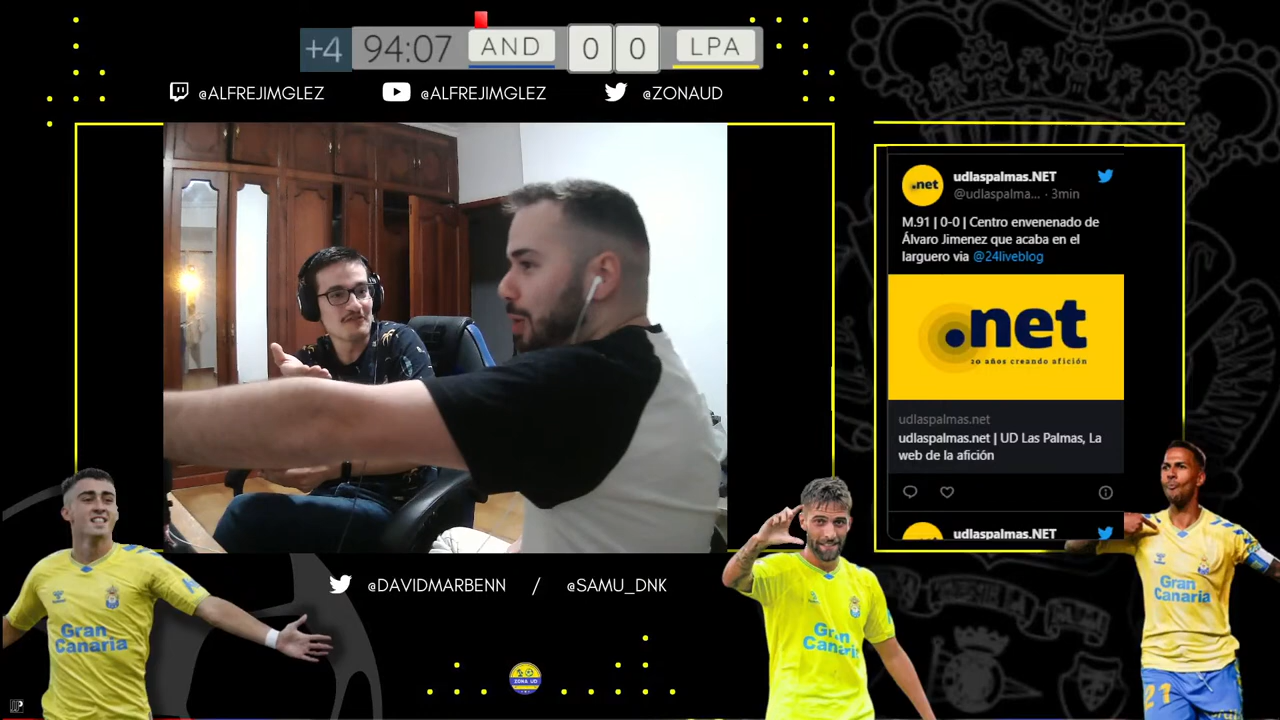 +4 94:07 AND 0 0 LPA
@ALFREJIMGLEZ @ALFREJIMGLEZ @ZONAUD
.net
udlaspalmas.NET
@udlaspalma... · 3min
M.91 | 0-0 | Centro envenenado de
Álvaro Jimenez que acaba en el
larguero via @24liveblog
.net
20 años creando afición
udlaspalmas.net
udlaspalmas.net | UD Las Palmas, La
web de la afición
udlaspalmas.NET
@DAVIDMARBENN / @SAMU_DNK
Gran
Canaria
Gran
Canaria
Gran
Canaria
ZONA UD
21